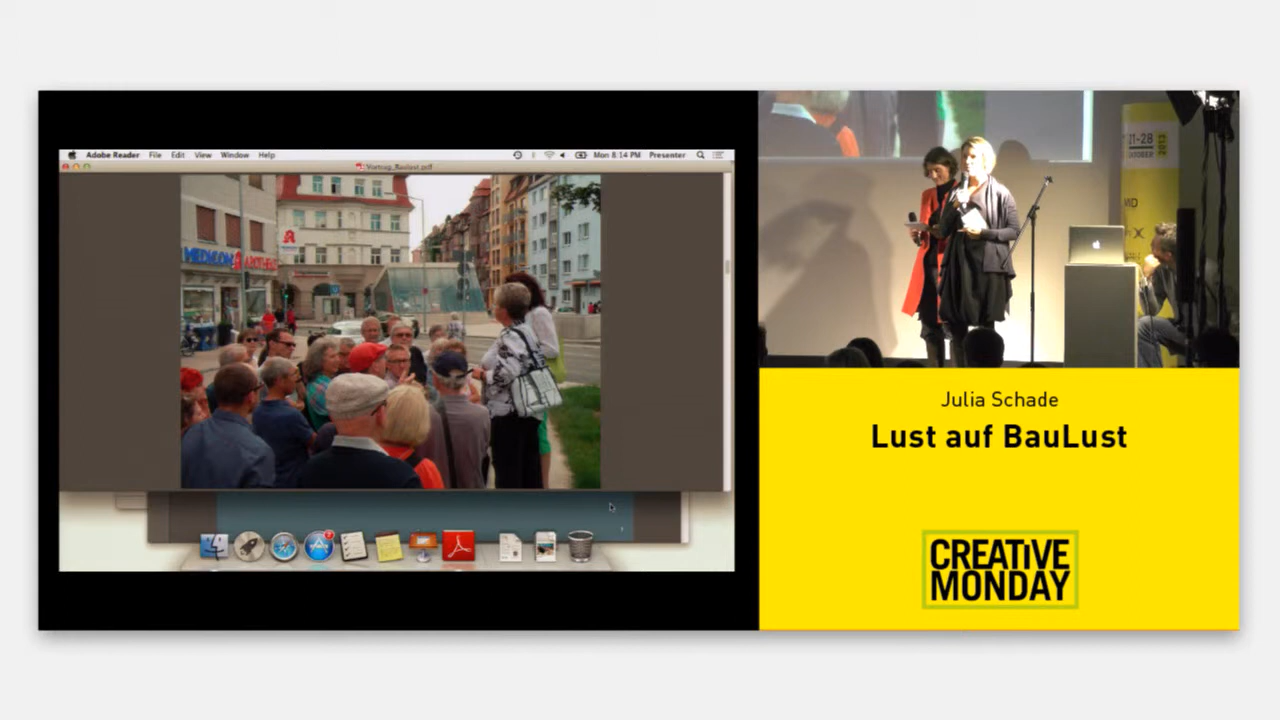 Adobe Reader File Edit View Window Help Mon 8:14 PM Presenter
Vortrag_Baulust.pdf
MEDICON APOTHEKE
21-28
OKTOBER 2013
Julia Schade
Lust auf BauLust
CREATIVE
MONDAY